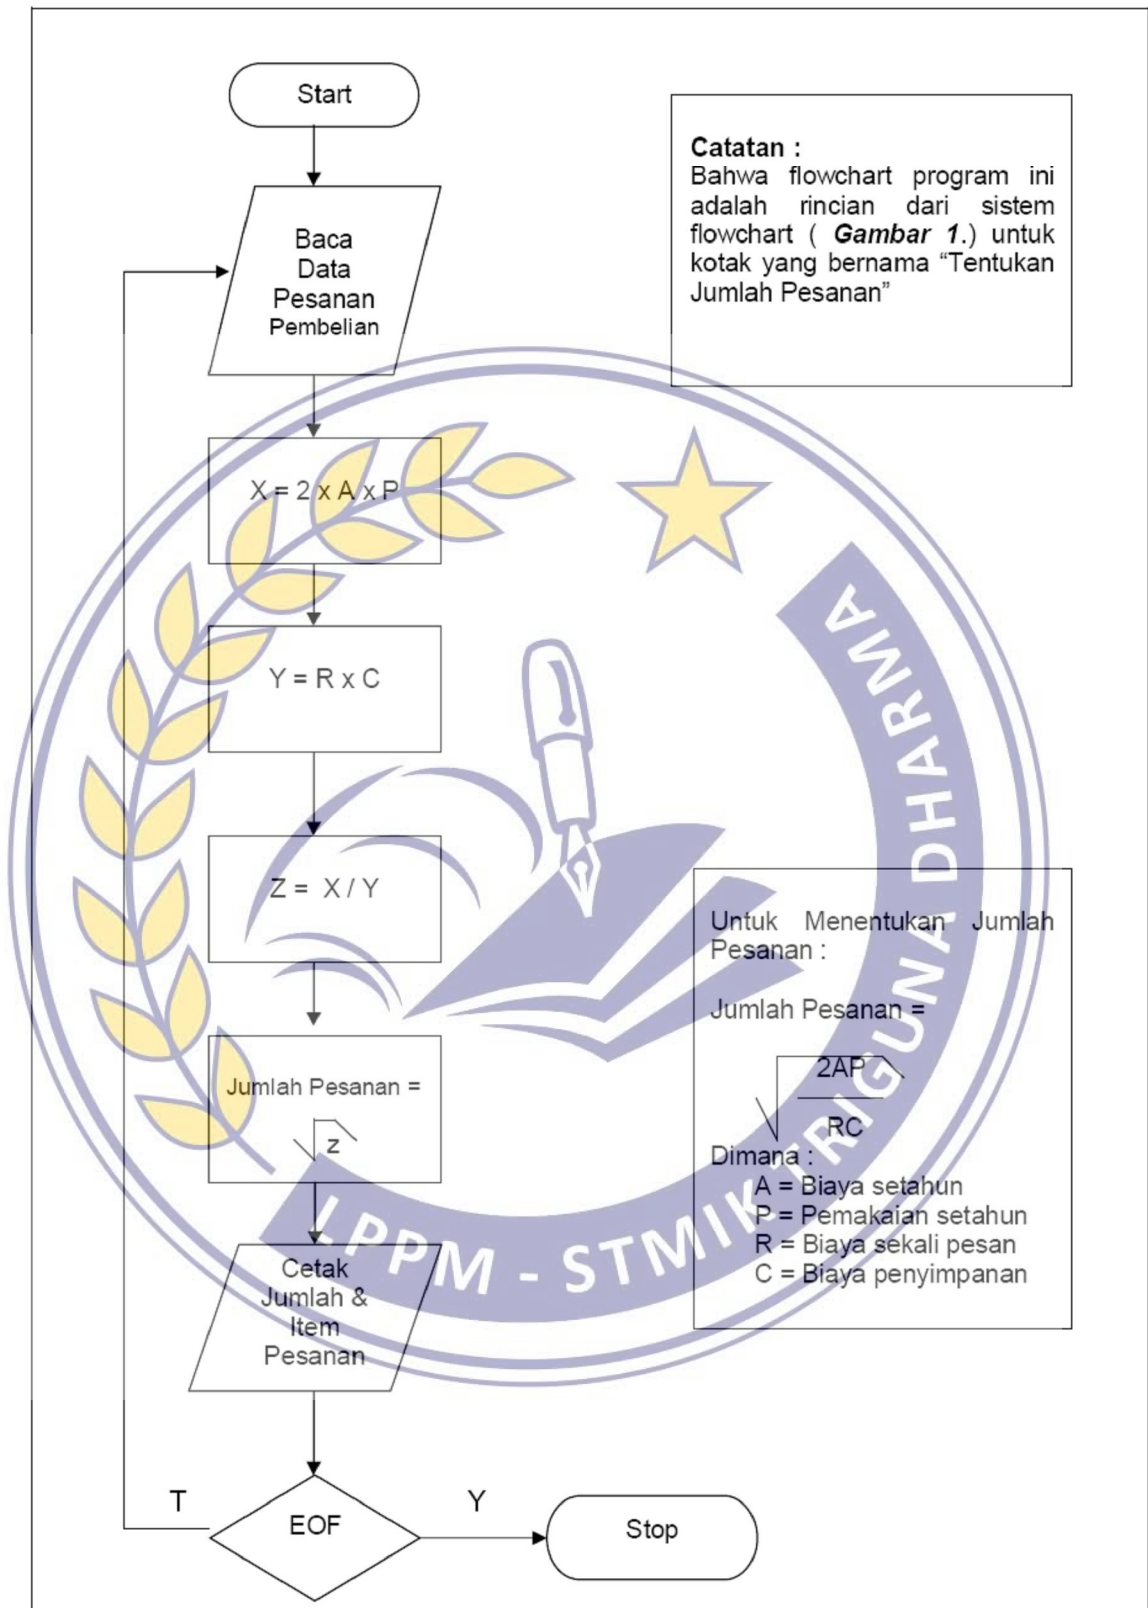 Start
Baca
Data
Pesanan
Pembelian
X = 2 x A x P
Y = R x C
Z = X / Y
Jumlah Pesanan =
√z
Cetak
Jumlah &
Item
Pesanan
EOF
T
Y
Stop
Catatan :
Bahwa flowchart program ini
adalah rincian dari sistem
flowchart ( Gambar 1.) untuk
kotak yang bernama “Tentukan
Jumlah Pesanan”
Untuk Menentukan Jumlah
Pesanan :
Jumlah Pesanan =
√
2AP
RC
Dimana :
A = Biaya setahun
P = Pemakaian setahun
R = Biaya sekali pesan
C = Biaya penyimpanan
LPPM - STMIK TRIGUNA DHARMA